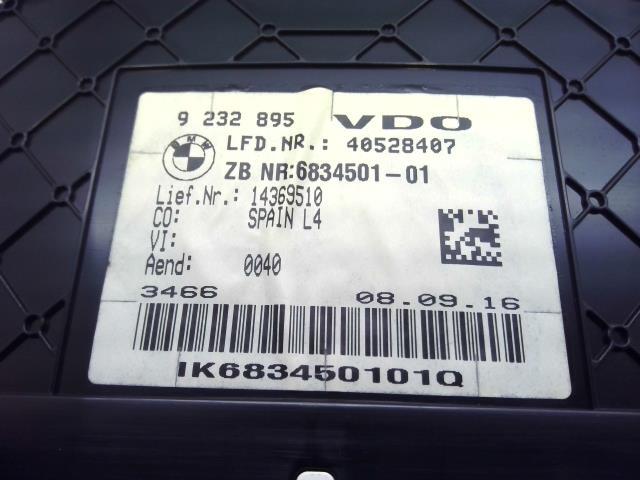 9 232 895 VDO
BMW
LFD.NR.: 40528407
ZB NR:6834501-01
Lief.Nr.: 14369510
CO: SPAIN L4
VI:
Aend: 0040
3466 08.09.16
IK683450101Q